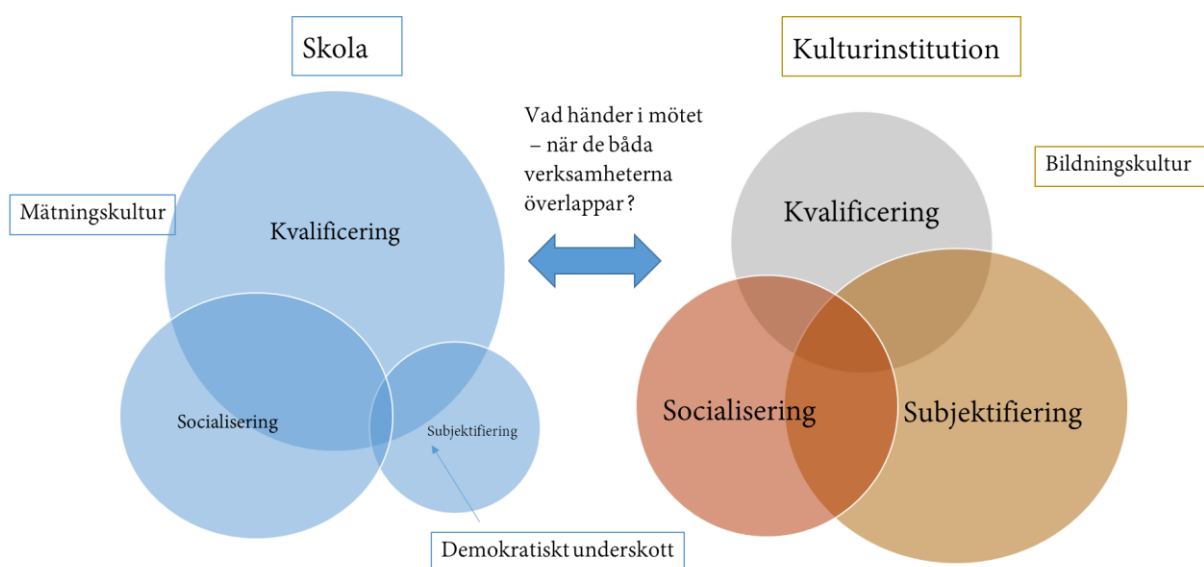 Skola
Kulturinstitution
Vad händer i mötet
– när de båda
verksamheterna
överlappar ?
Mätningskultur
Bildningskultur
Kvalificering
Kvalificering
Socialisering
Subjektifiering
Socialisering
Subjektifiering
Demokratiskt underskott